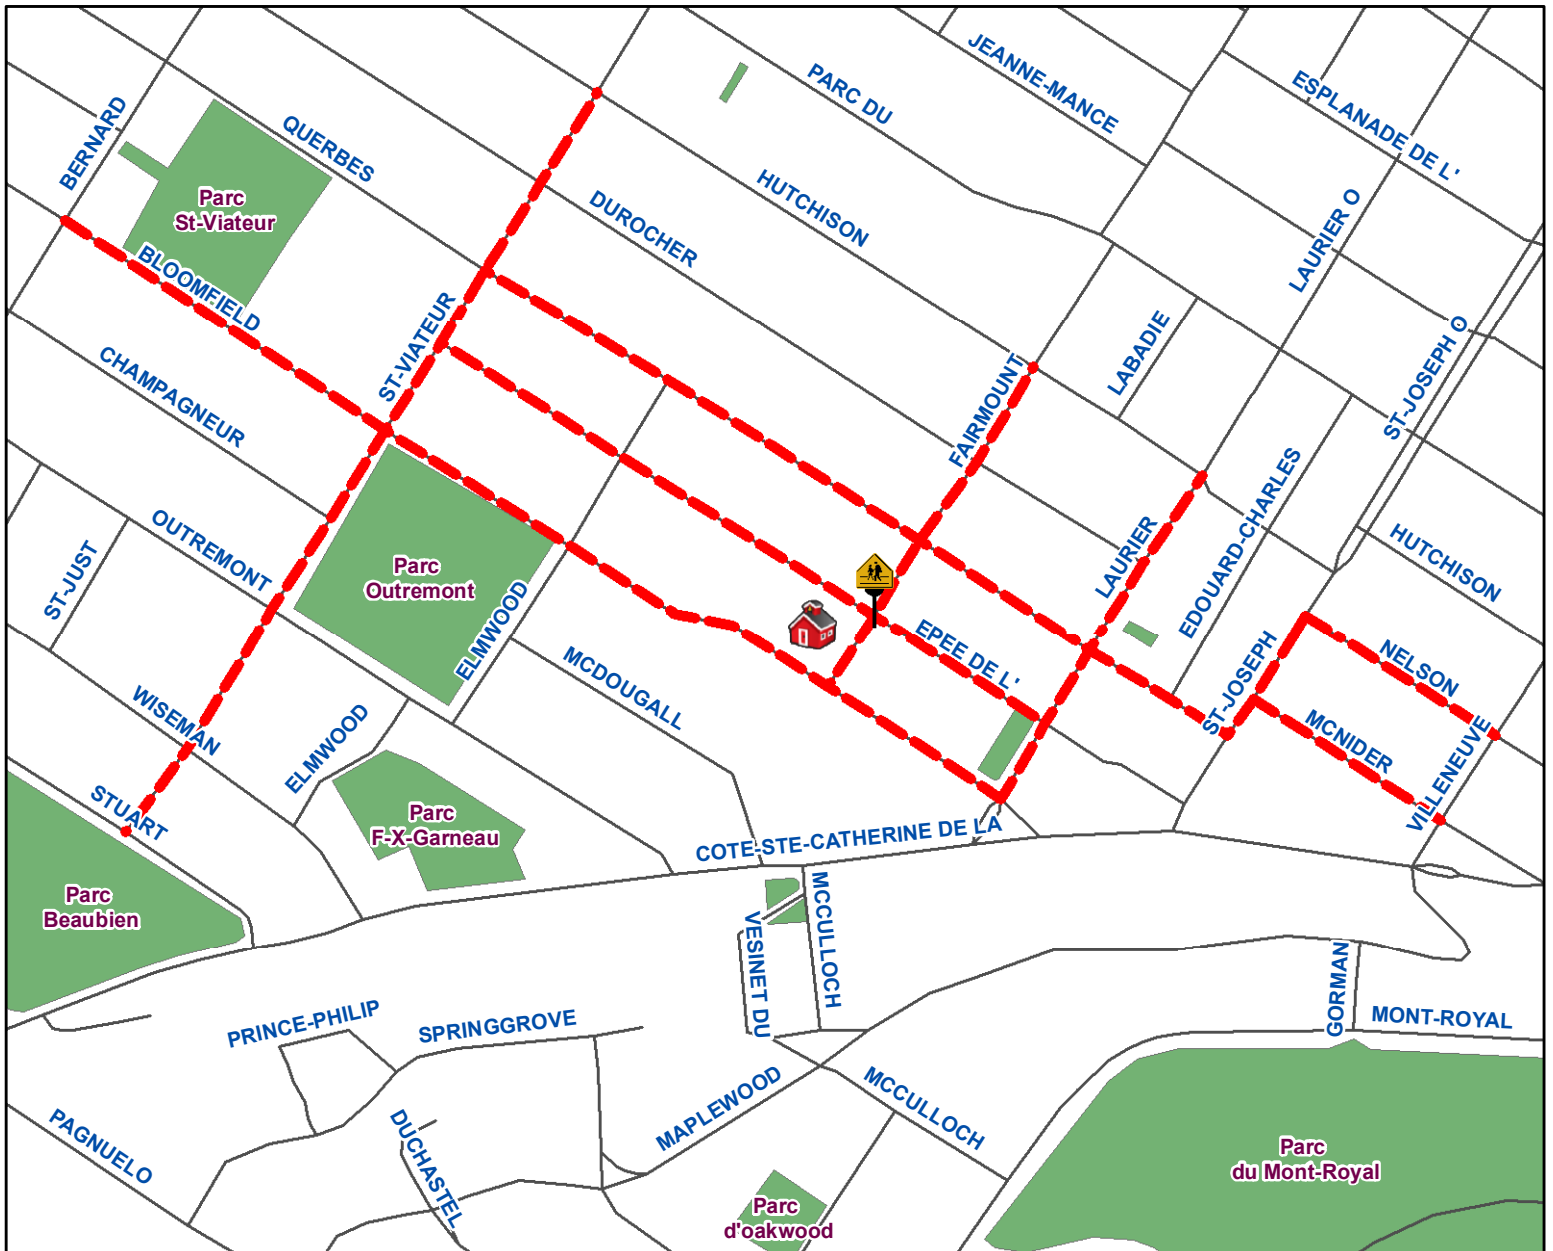 JEANNE-MANCE
PARC DU
ESPLANADE DE L'
BERNARD
QUERBES
Parc
St-Viateur
HUTCHISON
DUROCHER
LAURIER O
BLOOMFIELD
ST-VIATEUR
LABADIE
ST-JOSEPH O
CHAMPAGNEUR
FAIRMOUNT
EDOUARD-CHARLES
OUTREMONT
ST-JUST
Parc
Outremont
LAURIER
HUTCHISON
ELMWOOD
EPEE DE L'
MCDOUGALL
NELSON
ST-JOSEPH
WISEMAN
ELMWOOD
MCNIDER
VILLENEUVE
STUART
Parc
F-X-Garneau
COTE-STE-CATHERINE DE LA
Parc
Beaubien
MCCULLOCH
VESINET DU
GORMAN
PRINCE-PHILIP
SPRINGGROVE
MONT-ROYAL
MAPLEWOOD
MCCULLOCH
PAGNUELO
DUCHASTEL
Parc
du Mont-Royal
Parc
d'oakwood